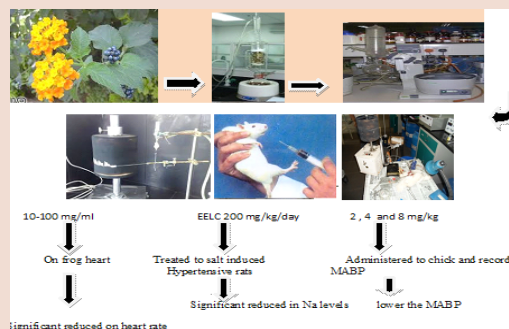 10-100 mg/ml
EELC 200 mg/kg/day
2 , 4 and 8 mg/kg
On frog heart
Treated to salt induced
Hypertensive rats
Administered to chick and record
MABP
Significant reduced in Na levels
lower the MABP
Significant reduced on heart rate